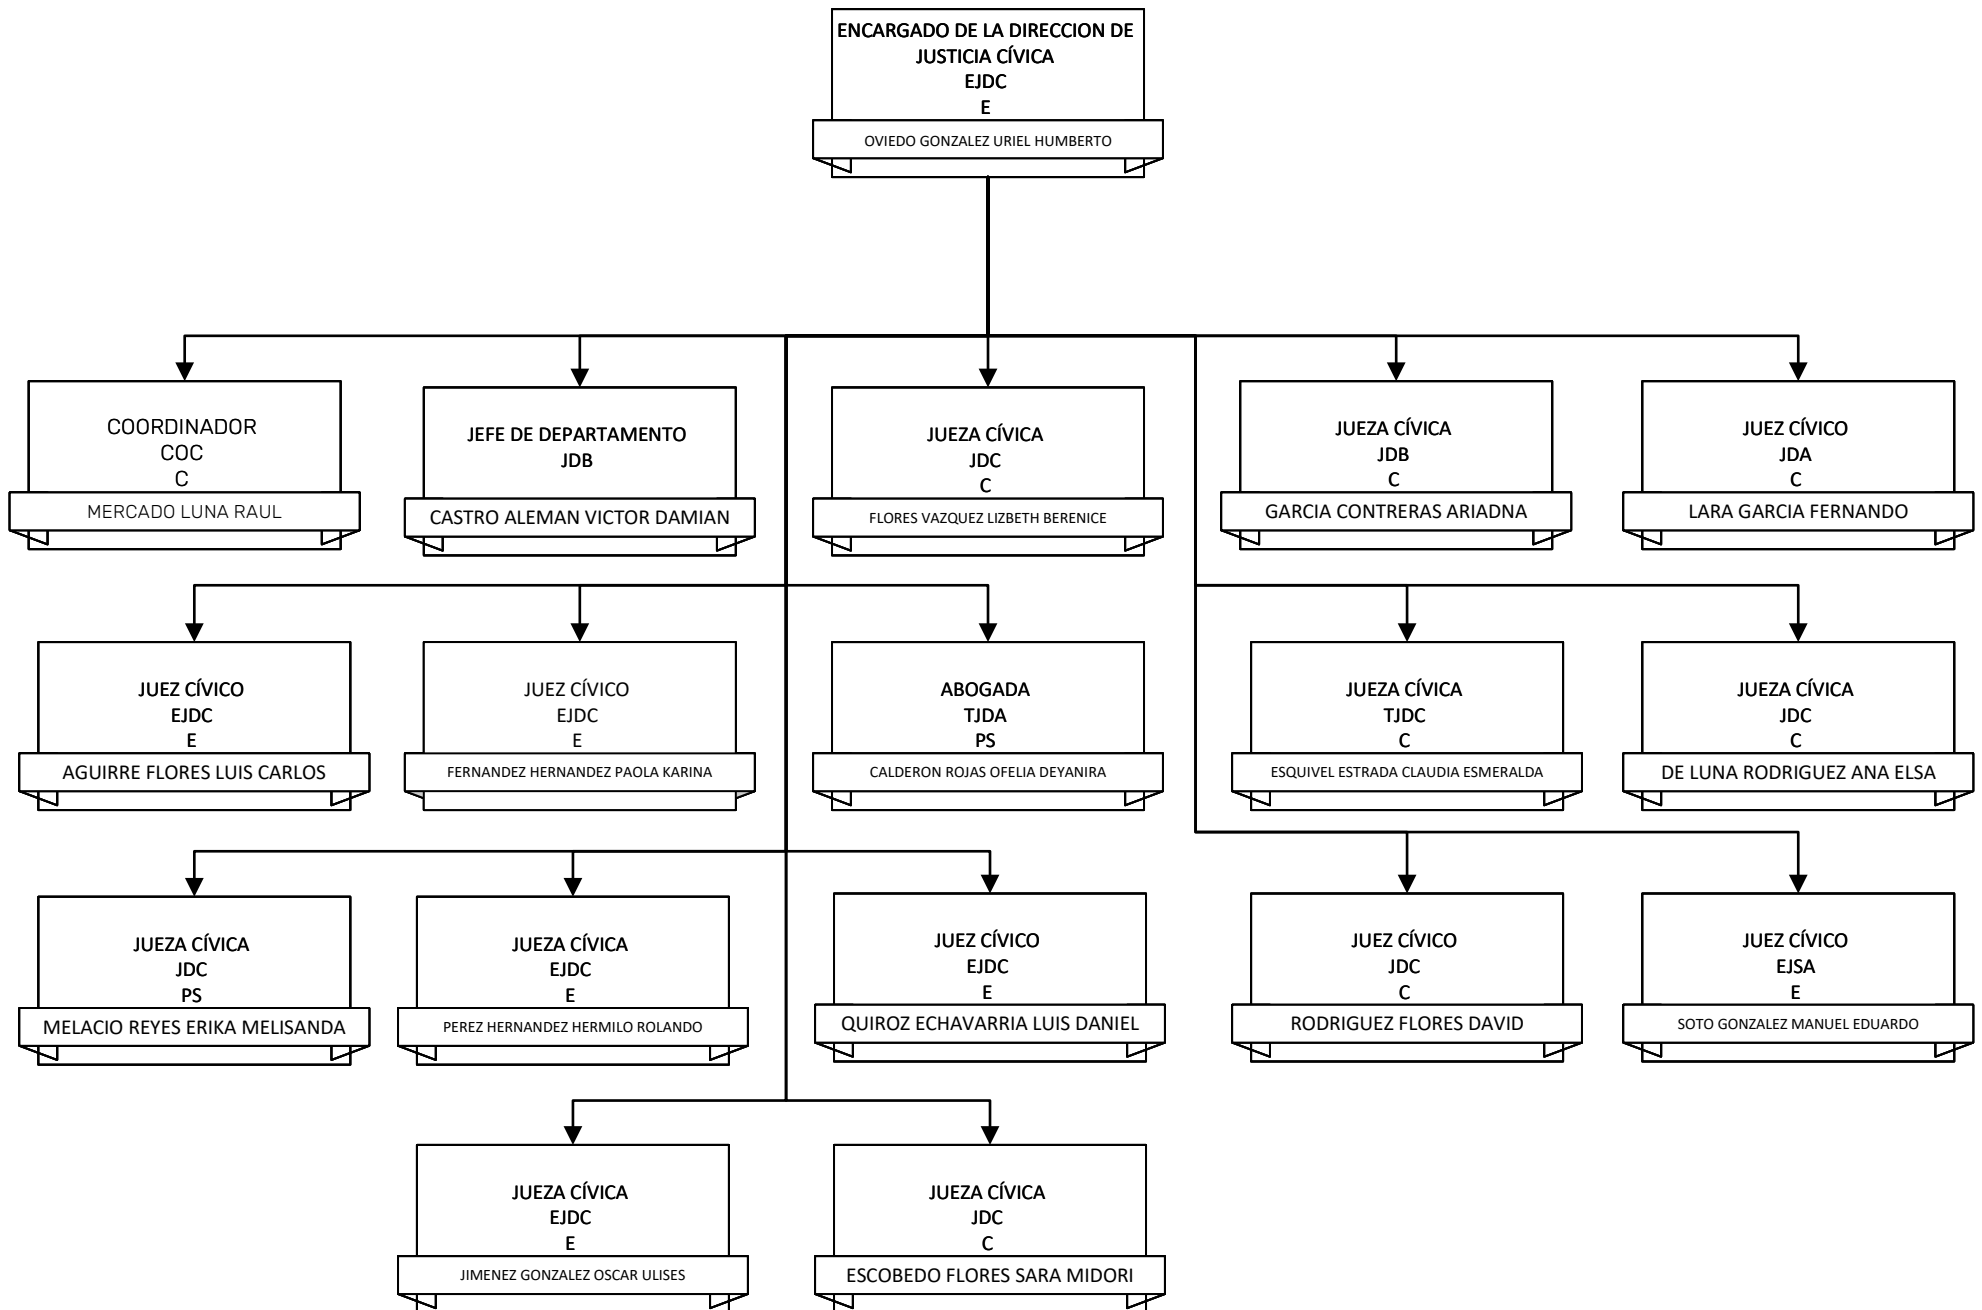 ENCARGADO DE LA DIRECCION DE
JUSTICIA CÍVICA
EJDC
E
OVIEDO GONZALEZ URIEL HUMBERTO
COORDINADOR
COC
C
MERCADO LUNA RAUL
JEFE DE DEPARTAMENTO
JDB
CASTRO ALEMAN VICTOR DAMIAN
JUEZA CÍVICA
JDC
C
FLORES VAZQUEZ LIZBETH BERENICE
JUEZA CÍVICA
JDB
C
GARCIA CONTRERAS ARIADNA
JUEZ CÍVICO
JDA
C
LARA GARCIA FERNANDO
JUEZ CÍVICO
EJDC
E
AGUIRRE FLORES LUIS CARLOS
JUEZ CÍVICO
EJDC
E
FERNANDEZ HERNANDEZ PAOLA KARINA
ABOGADA
TJDA
PS
CALDERON ROJAS OFELIA DEYANIRA
JUEZA CÍVICA
TJDC
C
ESQUIVEL ESTRADA CLAUDIA ESMERALDA
JUEZA CÍVICA
JDC
C
DE LUNA RODRIGUEZ ANA ELSA
JUEZA CÍVICA
JDC
PS
MELACIO REYES ERIKA MELISANDA
JUEZA CÍVICA
EJDC
E
PEREZ HERNANDEZ HERMILO ROLANDO
JUEZ CÍVICO
EJDC
E
QUIROZ ECHAVARRIA LUIS DANIEL
JUEZ CÍVICO
JDC
C
RODRIGUEZ FLORES DAVID
JUEZ CÍVICO
EJSA
E
SOTO GONZALEZ MANUEL EDUARDO
JUEZA CÍVICA
EJDC
E
JIMENEZ GONZALEZ OSCAR ULISES
JUEZA CÍVICA
JDC
C
ESCOBEDO FLORES SARA MIDORI